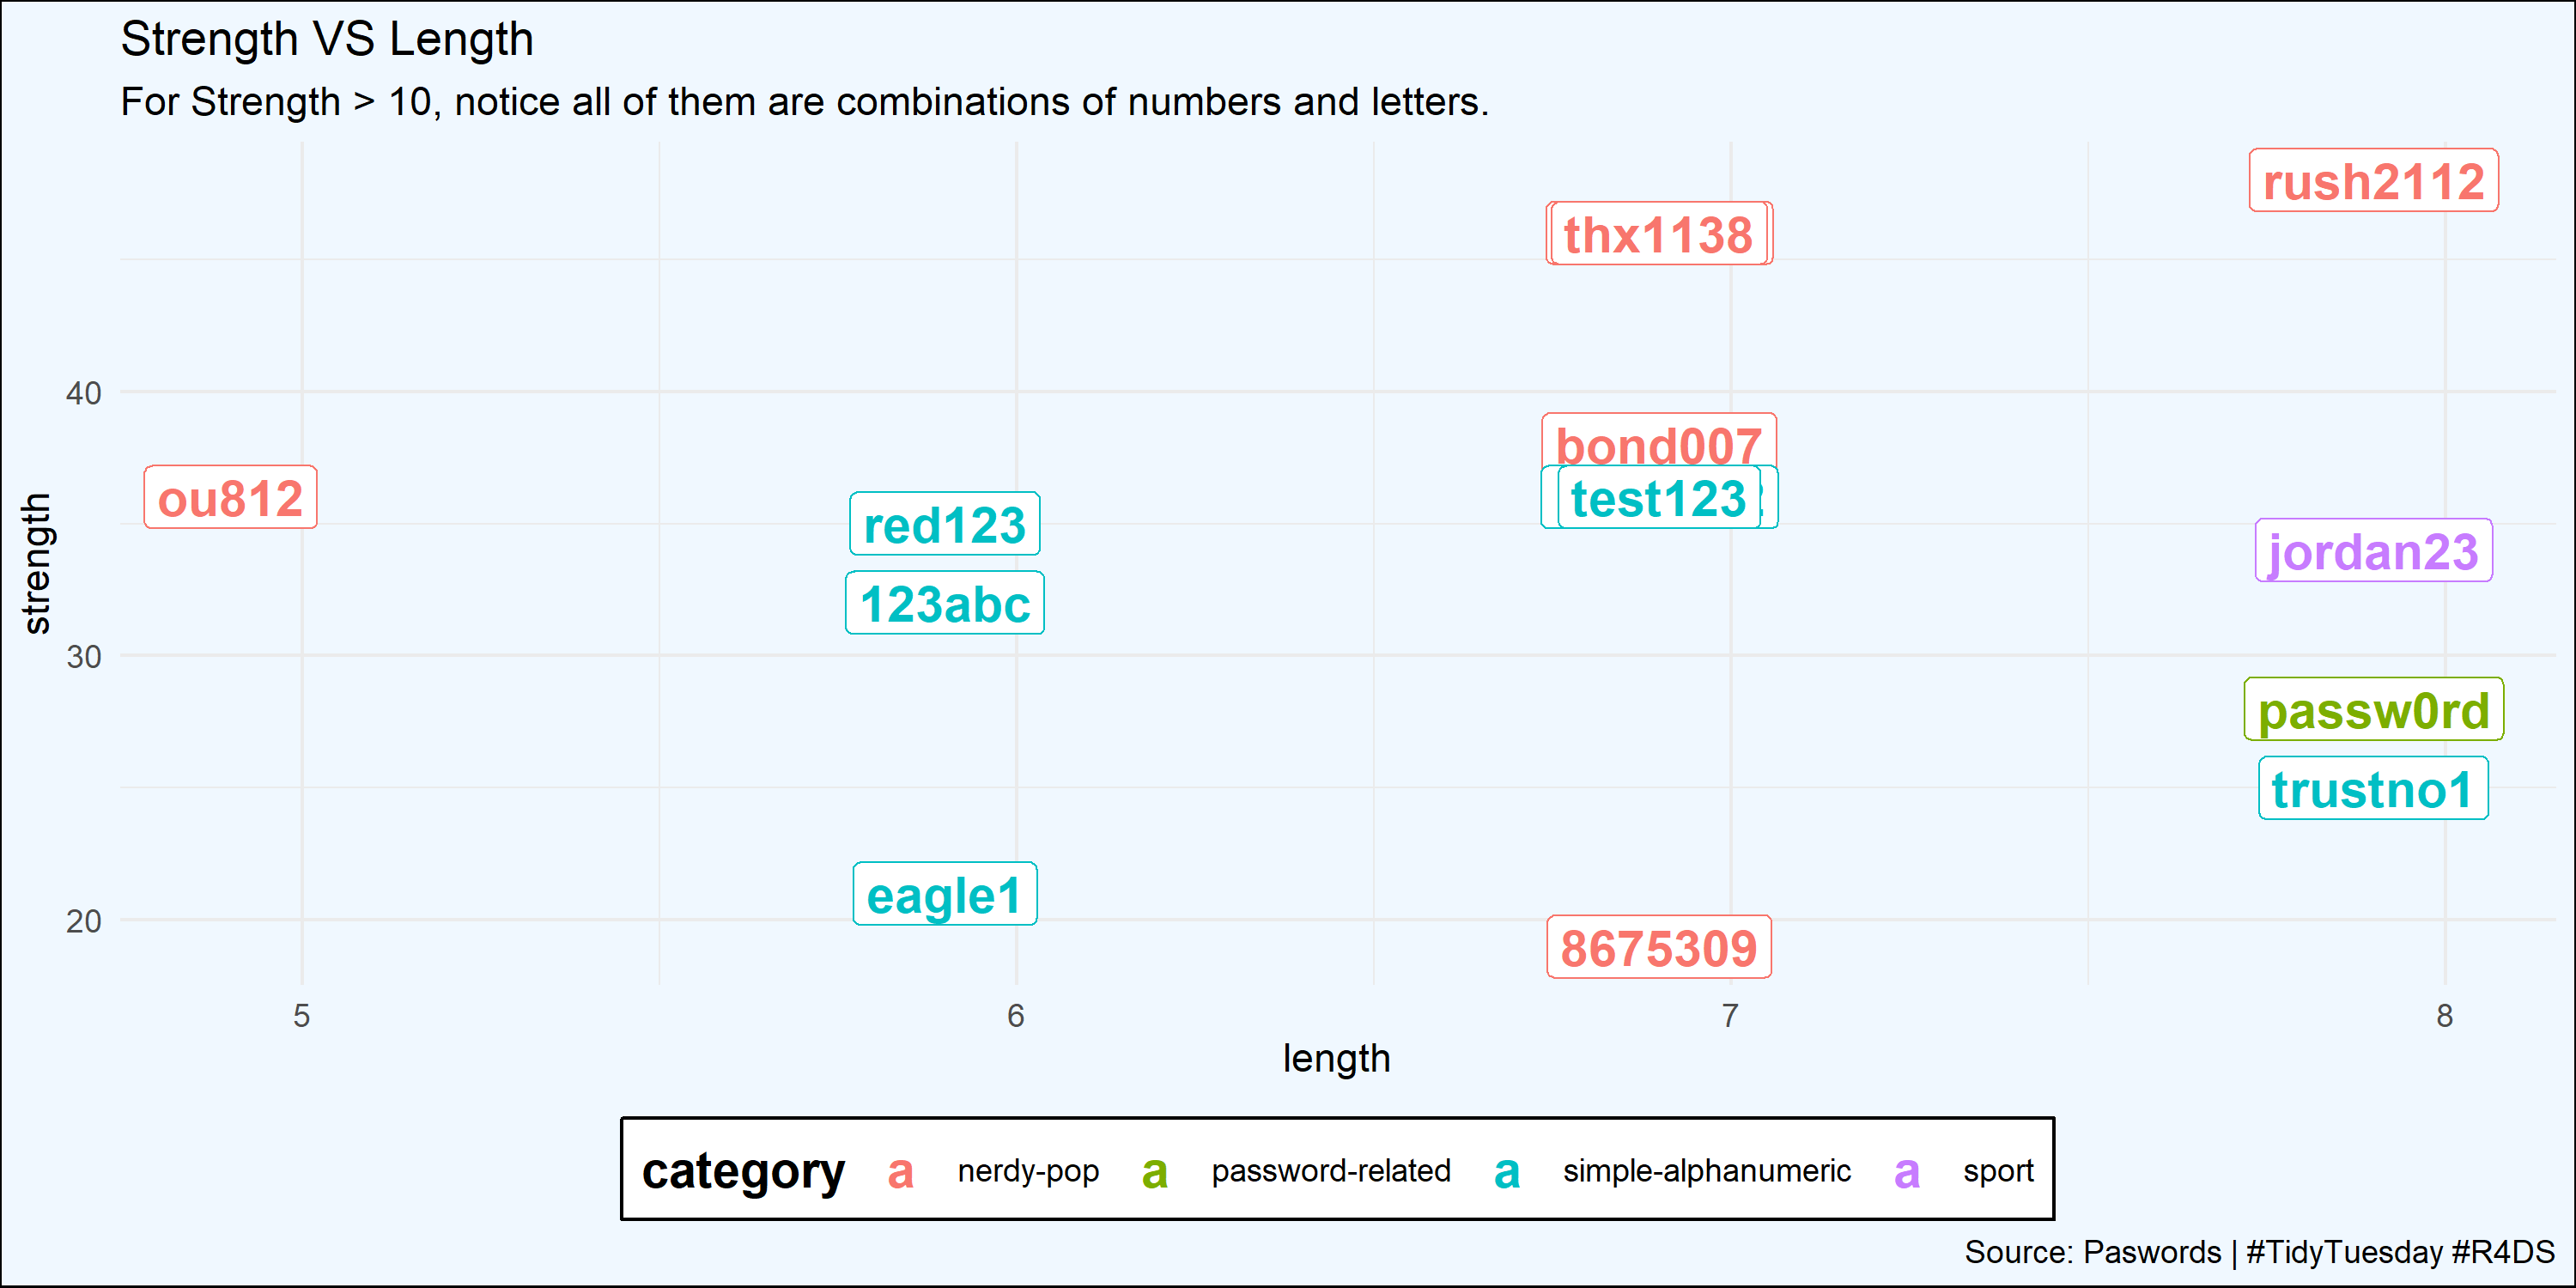 Strength VS Length
For Strength > 10, notice all of them are combinations of numbers and letters.
rush2112
thx1138
40
bond007
ou812
test123
red123
jordan23
strength
123abc
30
passw0rd
trustno1
eagle1
20
8675309
5 6 7 8
length
category a nerdy-pop a password-related a simple-alphanumeric a sport
Source: Paswords | #TidyTuesday #R4DS